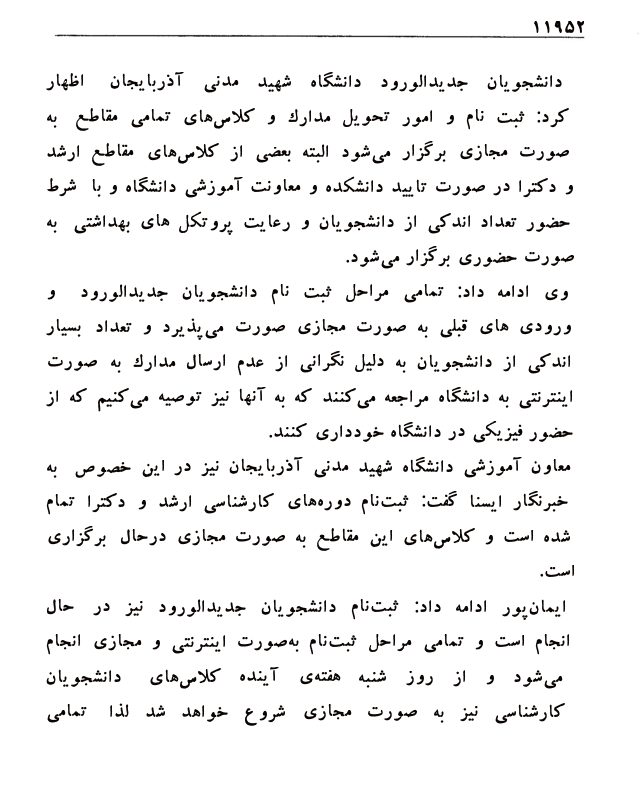 ۱۱۹۵۲
دانشجویان جدیدالورود دانشگاه شهید مدنی آذربایجان اظهار
کرد: ثبت نام و امور تحویل مدارك و کلاس‌های تمامی مقاطع به
صورت مجازی برگزار می‌شود البته بعضی از کلاس‌های مقاطع ارشد
و دکترا در صورت تایید دانشکده و معاونت آموزشی دانشگاه و با شرط
حضور تعداد اندکی از دانشجویان و رعایت پروتکل های بهداشتی به
صورت حضوری برگزار می‌شود.
وی ادامه داد: تمامی مراحل ثبت نام دانشجویان جدیدالورود و
ورودی های قبلی به صورت مجازی صورت می‌پذیرد و تعداد بسیار
اندکی از دانشجویان به دلیل نگرانی از عدم ارسال مدارك به صورت
اینترنتی به دانشگاه مراجعه می‌کنند که به آنها نیز توصیه می‌کنیم که از
حضور فیزیکی در دانشگاه خودداری کنند.
معاون آموزشی دانشگاه شهید مدنی آذربایجان نیز در این خصوص به
خبرنگار ایسنا گفت: ثبت‌نام دوره‌های کارشناسی ارشد و دکترا تمام
شده است و کلاس‌های این مقاطع به صورت مجازی درحال برگزاری
است.
ایمان‌پور ادامه داد: ثبت‌نام دانشجویان جدیدالورود نیز در حال
انجام است و تمامی مراحل ثبت‌نام به‌صورت اینترنتی و مجازی انجام
می‌شود و از روز شنبه هفته‌ی آینده کلاس‌های دانشجویان
کارشناسی نیز به صورت مجازی شروع خواهد شد لذا تمامی